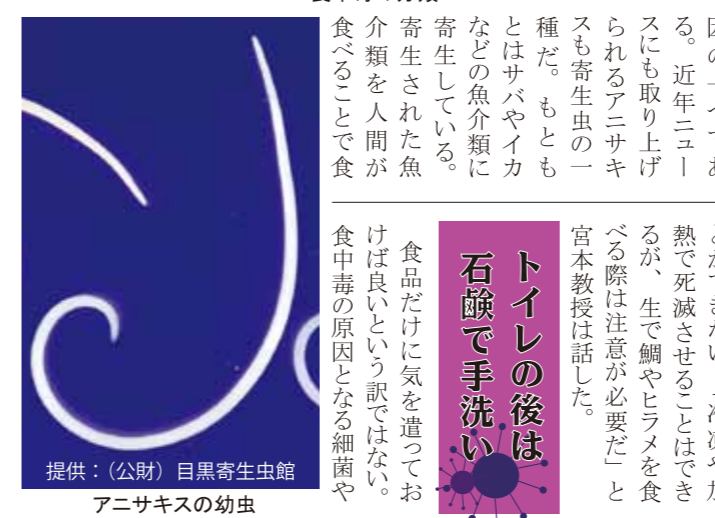 る。近年ニュー
スにも取り上げ
られるアニサキ
スも寄生虫の一
種だ。もとも
とはサバやイカ
などの魚介類に
寄生している。
寄生された魚
介類を人間が
食べることで食
熱で死滅させることはでき
るが、生で鯛やヒラメを食
べる際は注意が必要だ」と
宮本教授は話した。
トイレの後は
石鹸で手洗い
食品だけに気を遣ってお
けば良いという訳ではない。
食中毒の原因となる細菌や
提供：（公財）目黒寄生虫館
アニサキスの幼虫